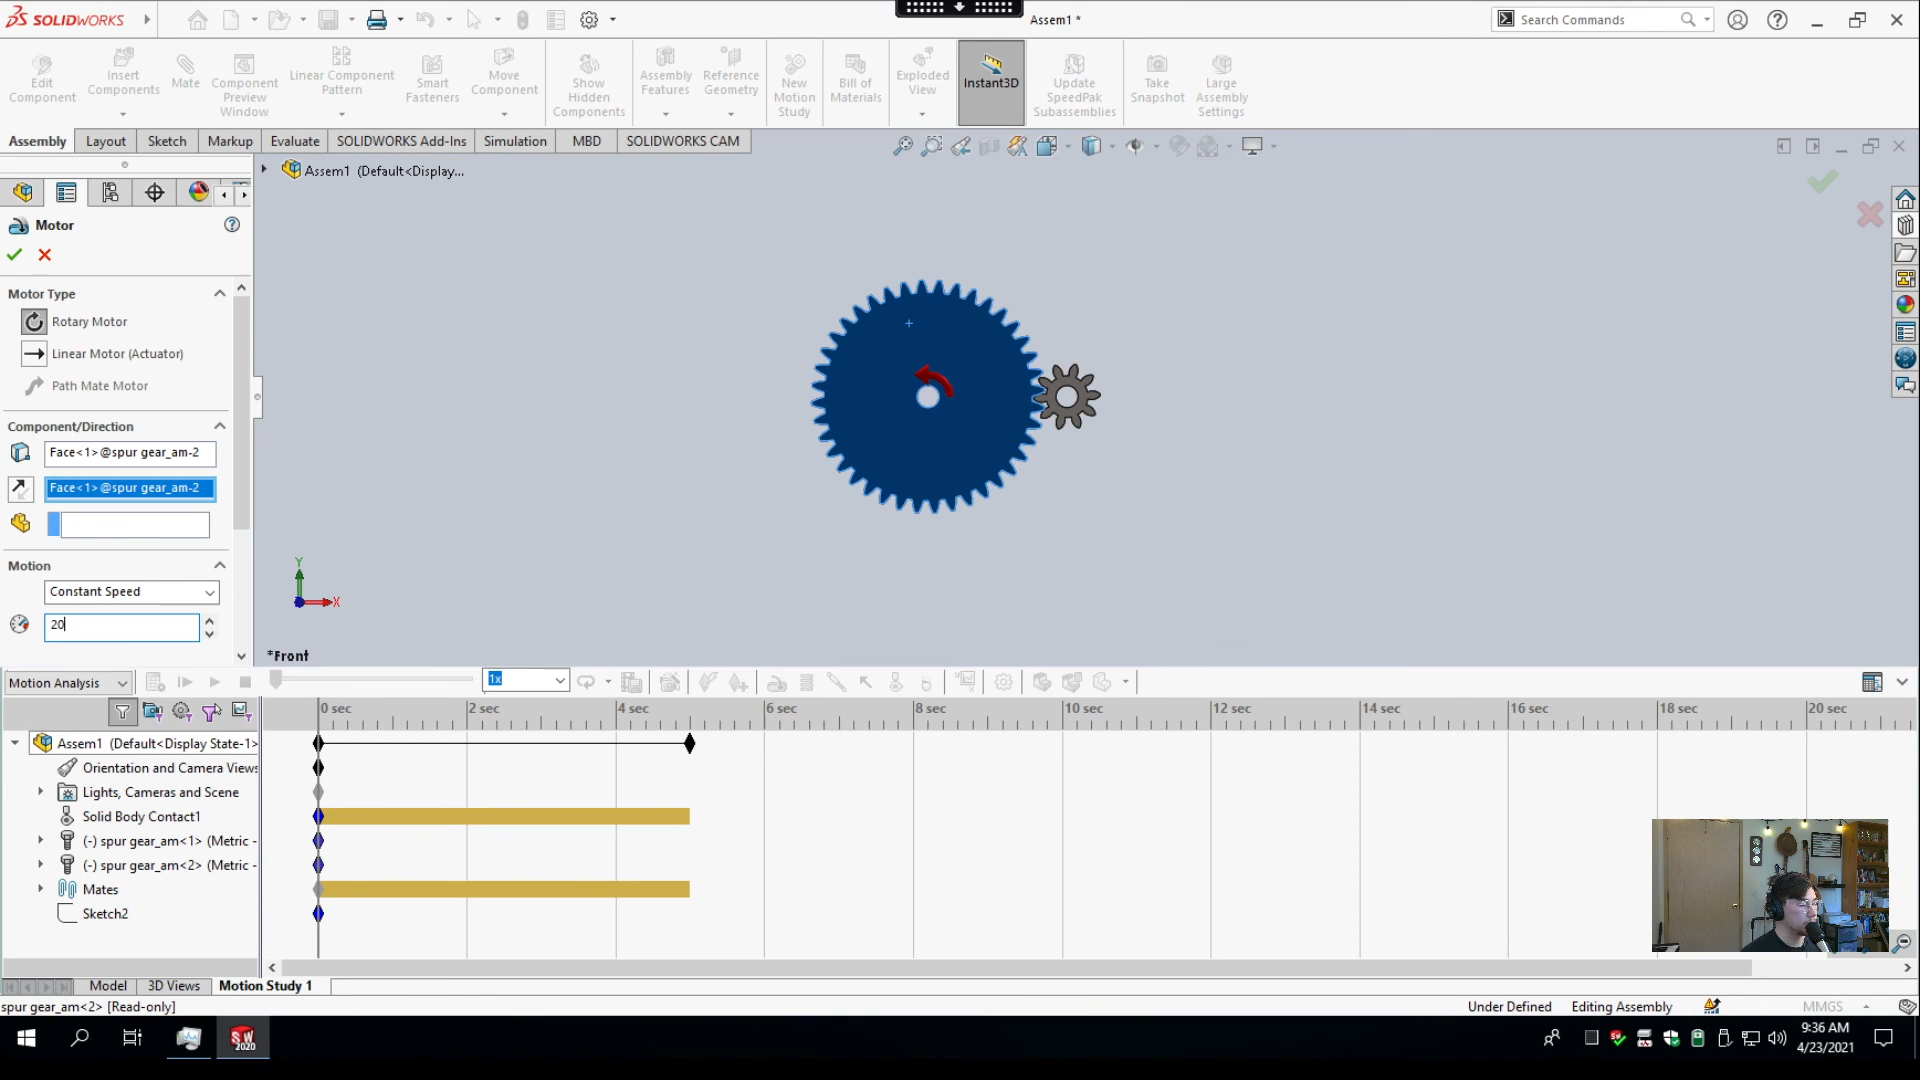 SOLIDWORKS
Assem1 *
Search Commands
Edit
Component
Insert
Components
Mate
Component
Preview
Window
Linear Component
Pattern
Smart
Fasteners
Move
Component
Show
Hidden
Components
Assembly
Features
Reference
Geometry
New
Motion
Study
Bill of
Materials
Exploded
View
Instant3D
Update
SpeedPak
Subassemblies
Take
Snapshot
Large
Assembly
Settings
Assembly
Layout
Sketch
Markup
Evaluate
SOLIDWORKS Add-Ins
Simulation
MBD
SOLIDWORKS CAM
Assem1 (Default<Display...
Motor
Motor Type
Rotary Motor
Linear Motor (Actuator)
Path Mate Motor
Component/Direction
Face<1>@spur gear_am-2
Face<1>@spur gear_am-2
Motion
Constant Speed
20
Y
X
*Front
Motion Analysis
1x
0 sec
2 sec
4 sec
6 sec
8 sec
10 sec
12 sec
14 sec
16 sec
18 sec
20 sec
Assem1 (Default<Display State-1>
Orientation and Camera Views
Lights, Cameras and Scene
Solid Body Contact1
(-) spur gear_am<1> (Metric -
(-) spur gear_am<2> (Metric -
Mates
Sketch2
Model
3D Views
Motion Study 1
spur gear_am<2> [Read-only]
Under Defined
Editing Assembly
MMGS
SW
2020
9:36 AM
4/23/2021